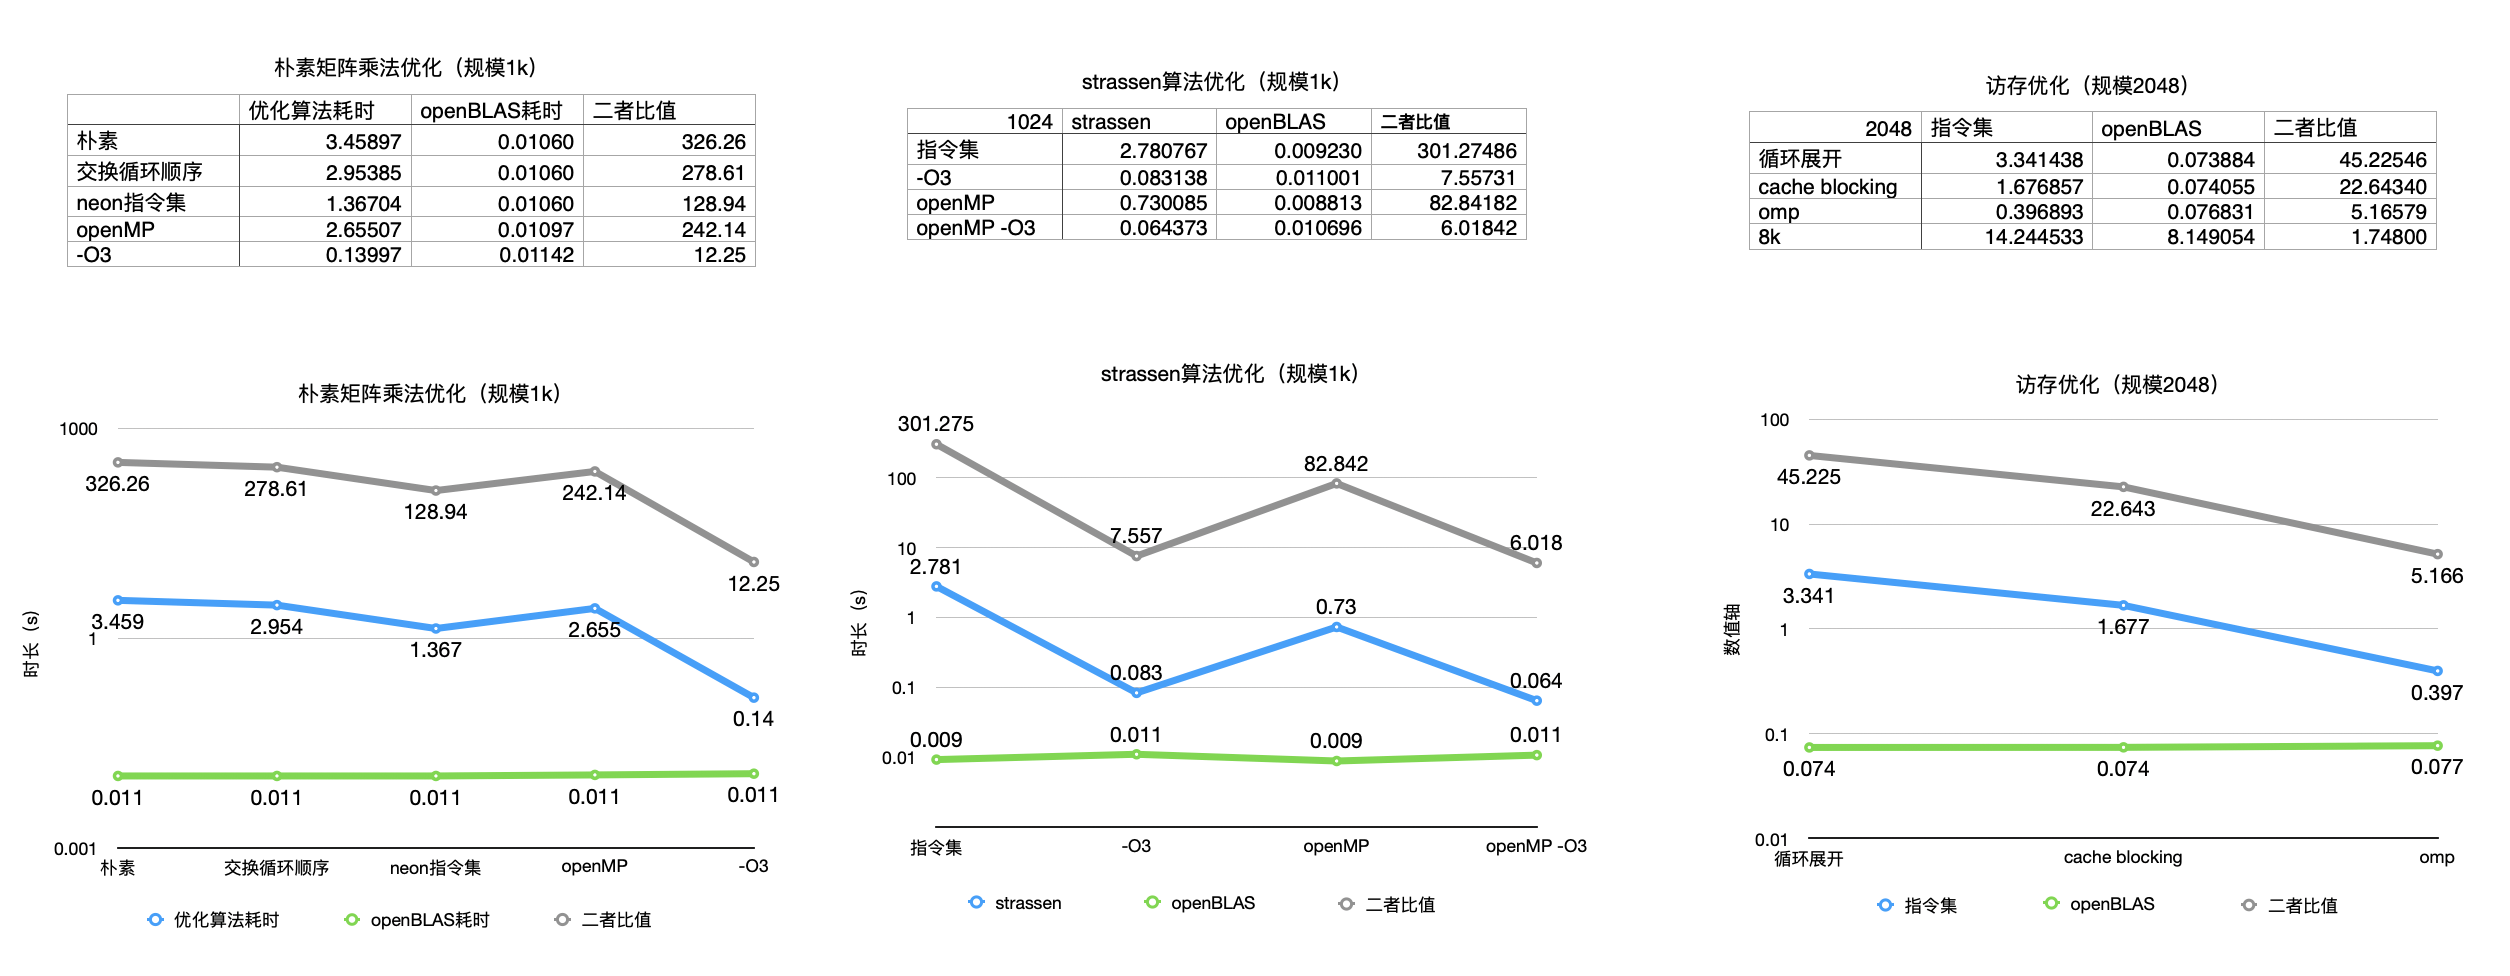 朴素矩阵乘法优化（规模1k）
优化算法耗时 openBLAS耗时 二者比值
朴素 3.45897 0.01060 326.26
交换循环顺序 2.95385 0.01060 278.61
neon指令集 1.36704 0.01060 128.94
openMP 2.65507 0.01097 242.14
-O3 0.13997 0.01142 12.25
strassen算法优化（规模1k）
1024 strassen openBLAS 二者比值
指令集 2.780767 0.009230 301.27486
-O3 0.083138 0.011001 7.55731
openMP 0.730085 0.008813 82.84182
openMP -O3 0.064373 0.010696 6.01842
访存优化（规模2048）
2048 指令集 openBLAS 二者比值
循环展开 3.341438 0.073884 45.22546
cache blocking 1.676857 0.074055 22.64340
omp 0.396893 0.076831 5.16579
8k 14.244533 8.149054 1.74800
朴素矩阵乘法优化（规模1k）
时长（s）
1000
1
0.001
326.26 278.61 128.94 242.14 12.25
3.459 2.954 1.367 2.655 0.14
0.011 0.011 0.011 0.011 0.011
朴素 交换循环顺序 neon指令集 openMP -O3
优化算法耗时 openBLAS耗时 二者比值
strassen算法优化（规模1k）
时长（s）
100
10
1
0.1
0.01
301.275 7.557 82.842 6.018
2.781 0.083 0.73 0.064
0.009 0.011 0.009 0.011
指令集 -O3 openMP openMP -O3
strassen openBLAS 二者比值
访存优化（规模2048）
数值轴
100
10
1
0.1
0.01
45.225 22.643 5.166
3.341 1.677 0.397
0.074 0.074 0.077
循环展开 cache blocking omp
指令集 openBLAS 二者比值